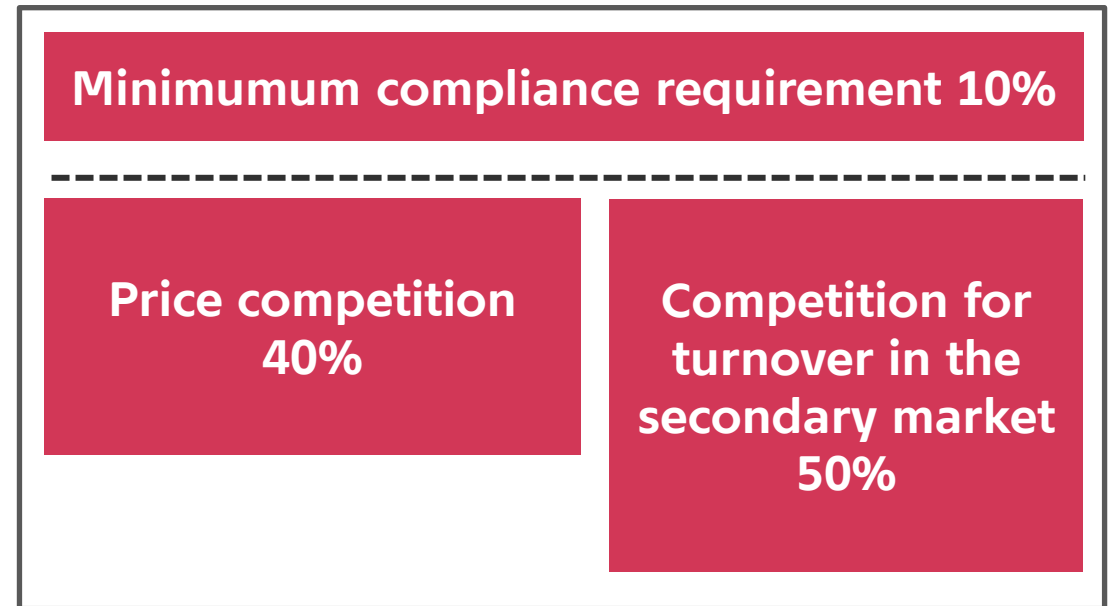 Minimumum compliance requirement 10%
Price competition
40%
Competition for
turnover in the
secondary market
50%